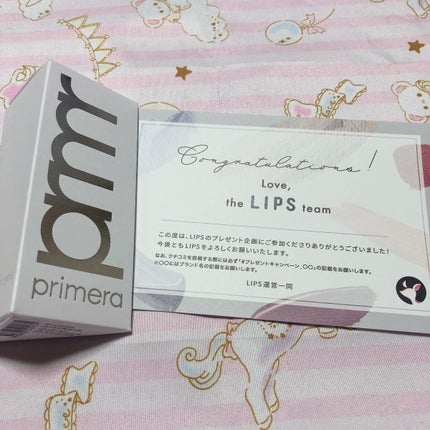 prmr
primera
Congratulations!
Love,
the LIPS team
この度は、LIPSのプレゼント企画にご参加くださりありがとうございました!
今後ともLIPSをよろしくお願いいたします。
なお、クチコミを投稿する際には必ず「#プレゼントキャンペーン_〇〇」の記載をお願いします。
※〇〇にはブランド名の記載をお願いします。
LIPS運営一同